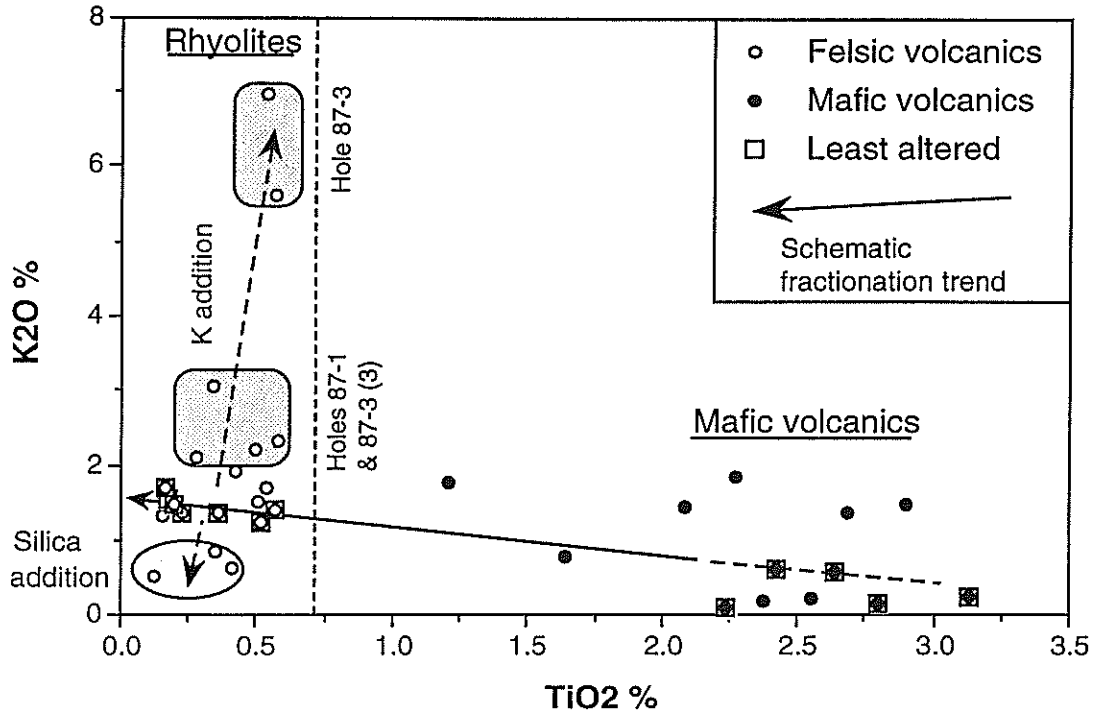 8
6
4
2
0
K2O %
Rhyolites
Hole 87-3
K addition
Holes 87-1
& 87-3 (3)
Silica
addition
Felsic volcanics
Mafic volcanics
Least altered
Schematic
fractionation trend
Mafic volcanics
0.0
0.5
1.0
1.5
2.0
2.5
3.0
3.5
TiO2 %